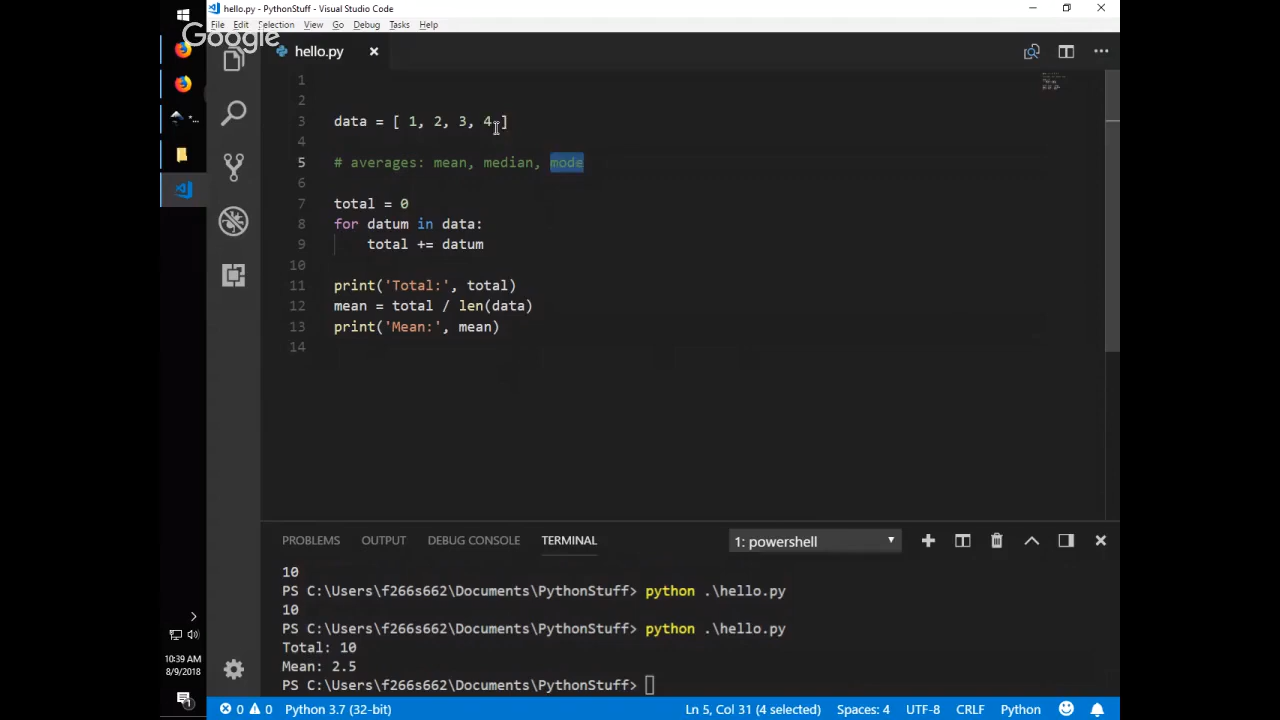 hello.py - PythonStuff - Visual Studio Code
File Edit Selection View Go Debug Tasks Help
Google
hello.py
1
2
3 data = [ 1, 2, 3, 4 ]
4
5 # averages: mean, median, mode
6
7 total = 0
8 for datum in data:
9 total += datum
10
11 print('Total:', total)
12 mean = total / len(data)
13 print('Mean:', mean)
14
PROBLEMS OUTPUT DEBUG CONSOLE TERMINAL 1: powershell
10
PS C:\Users\f266s662\Documents\PythonStuff> python .\hello.py
10
PS C:\Users\f266s662\Documents\PythonStuff> python .\hello.py
Total: 10
Mean: 2.5
PS C:\Users\f266s662\Documents\PythonStuff>
10:39 AM
8/9/2018
1
0 0 Python 3.7 (32-bit) Ln 5, Col 31 (4 selected) Spaces: 4 UTF-8 CRLF Python